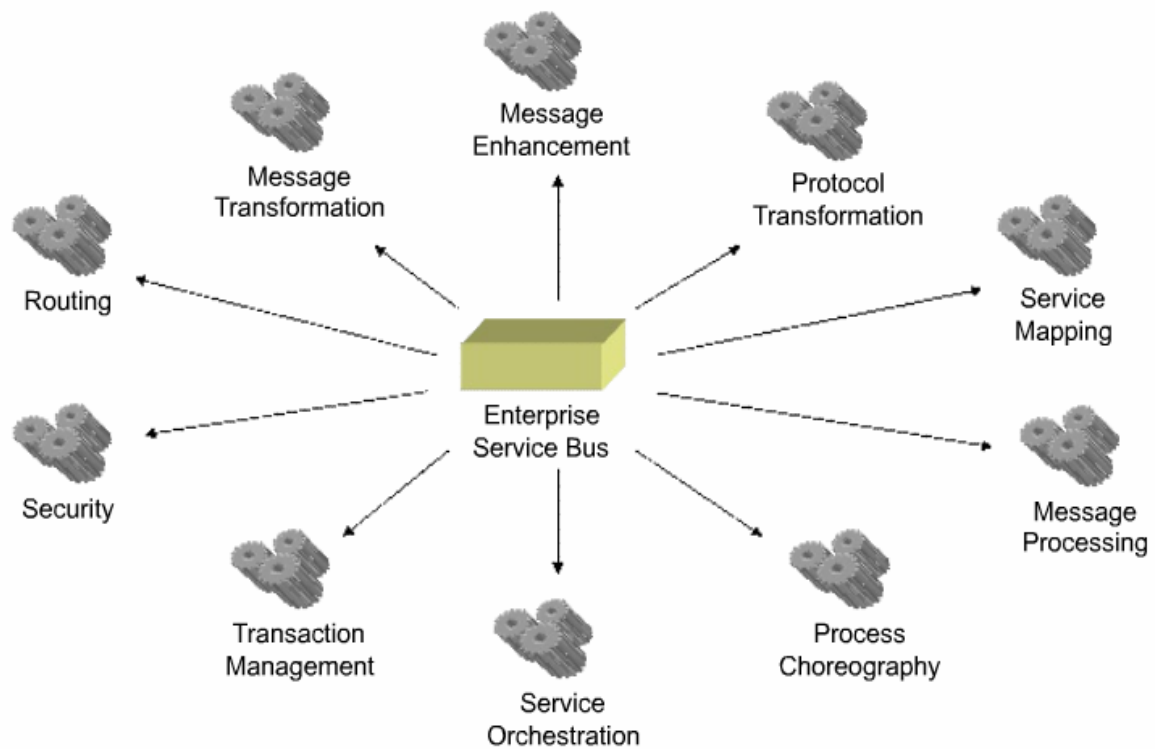 Message
Enhancement
Message
Transformation
Protocol
Transformation
Routing
Service
Mapping
Enterprise
Service Bus
Security
Message
Processing
Transaction
Management
Process
Choreography
Service
Orchestration